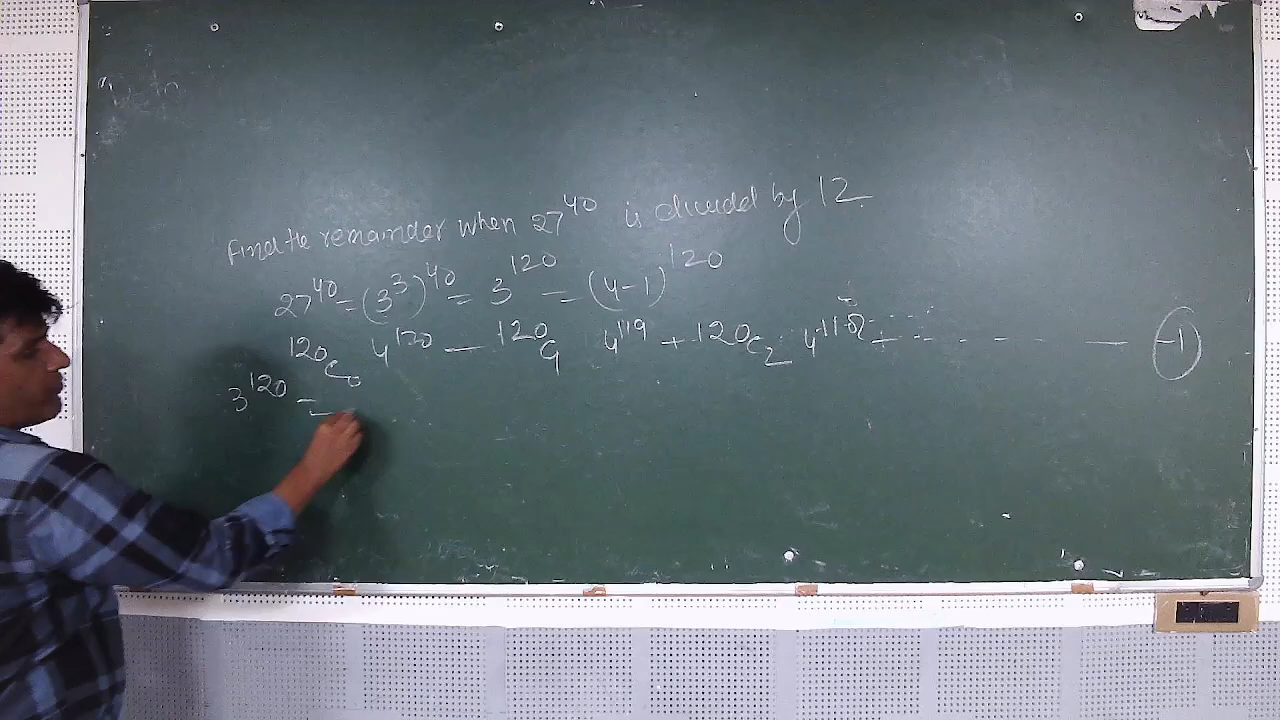 Find the remainder when 27^40 is divided by 12.
27^40 = (3^3)^40 = 3^120 = (4-1)^120
120C0 4^120 - 120C1 4^119 + 120C2 4^118 - - - - - -1
3^120 =